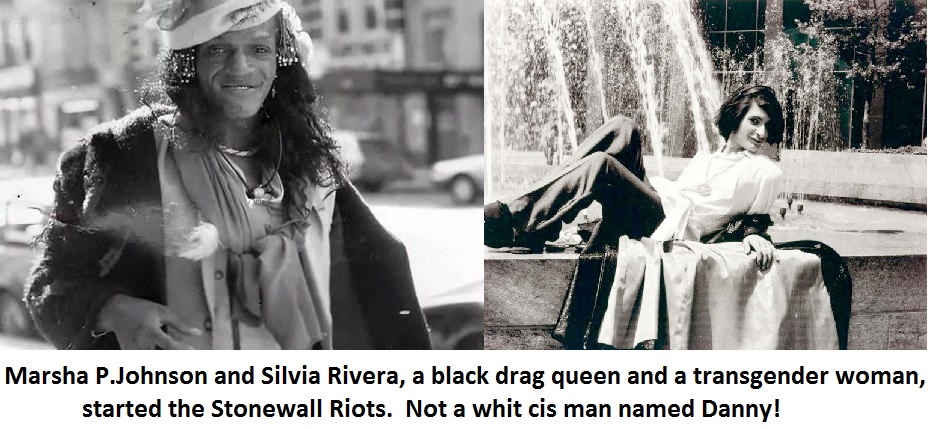 Marsha P.Johnson and Silvia Rivera, a black drag queen and a transgender woman,
started the Stonewall Riots.  Not a whit cis man named Danny!